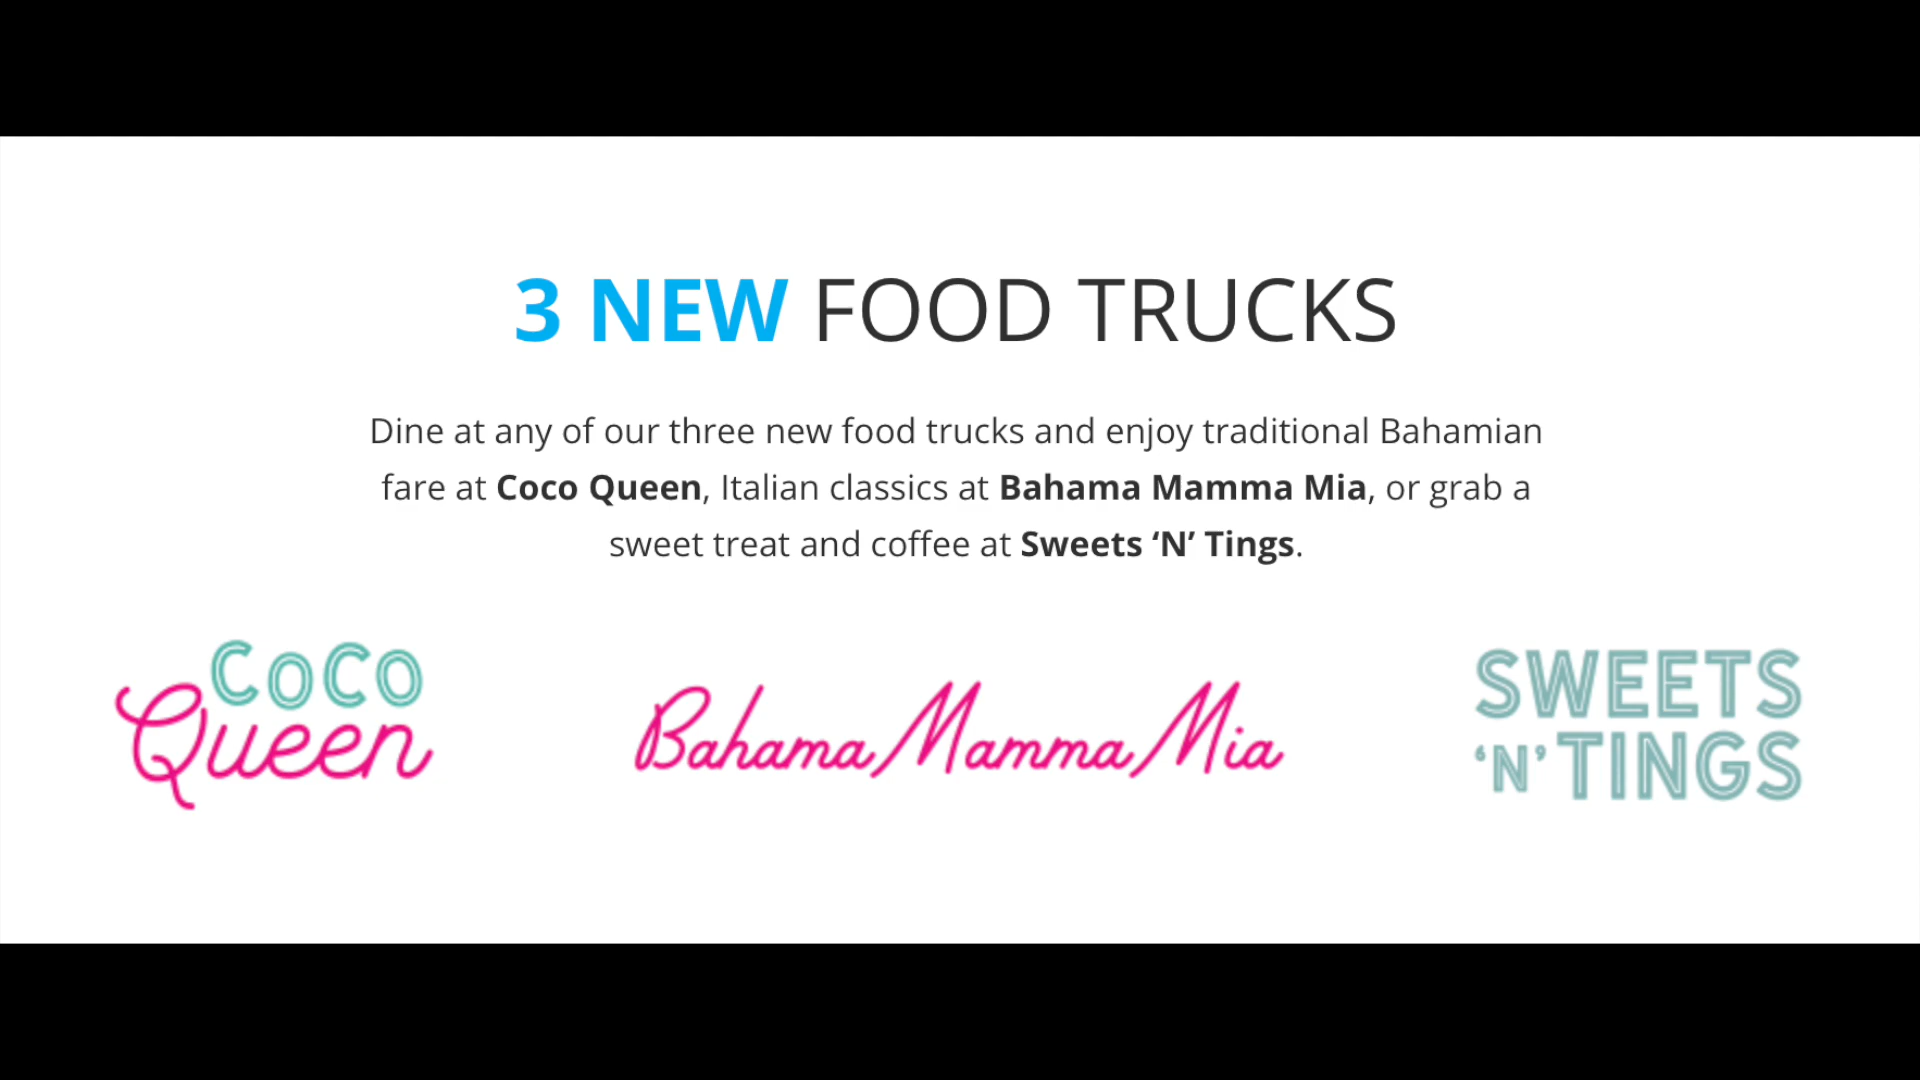 3 NEW FOOD TRUCKS
Dine at any of our three new food trucks and enjoy traditional Bahamian
fare at Coco Queen, Italian classics at Bahama Mamma Mia, or grab a
sweet treat and coffee at Sweets ‘N’ Tings.
COCO
Queen
Bahama Mamma Mia
SWEETS
‘N’ TINGS